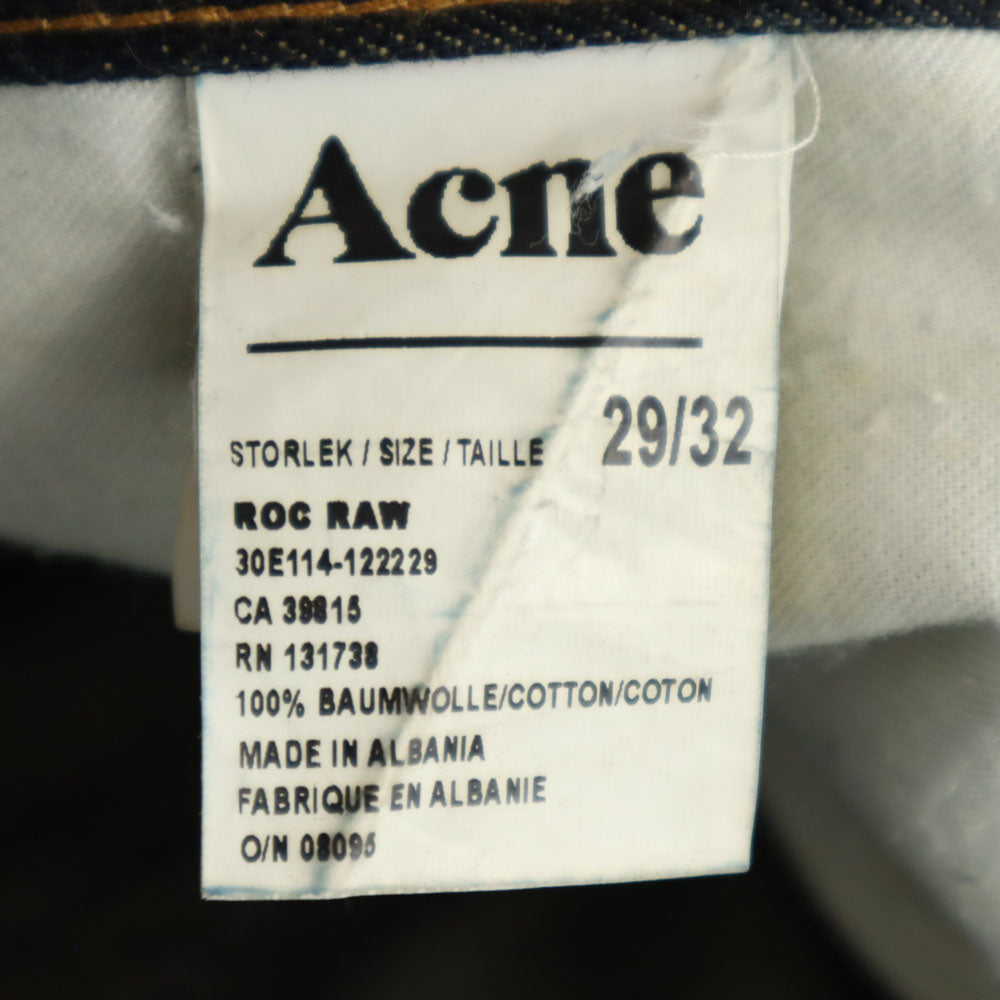 Acne
STORLEK / SIZE / TAILLE 29/32
ROC RAW
30E114-122229
CA 39815
RN 131738
100% BAUMWOLLE/COTTON/COTON
MADE IN ALBANIA
FABRIQUE EN ALBANIE
O/N 08095